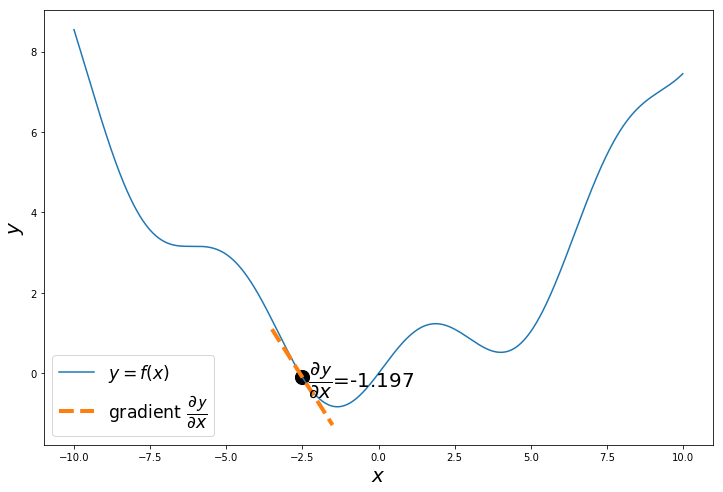 8
6
4
2
0
y
∂y/∂x=-1.197
y = f(x)
gradient ∂y/∂x
−10.0 −7.5 −5.0 −2.5 0.0 2.5 5.0 7.5 10.0
x